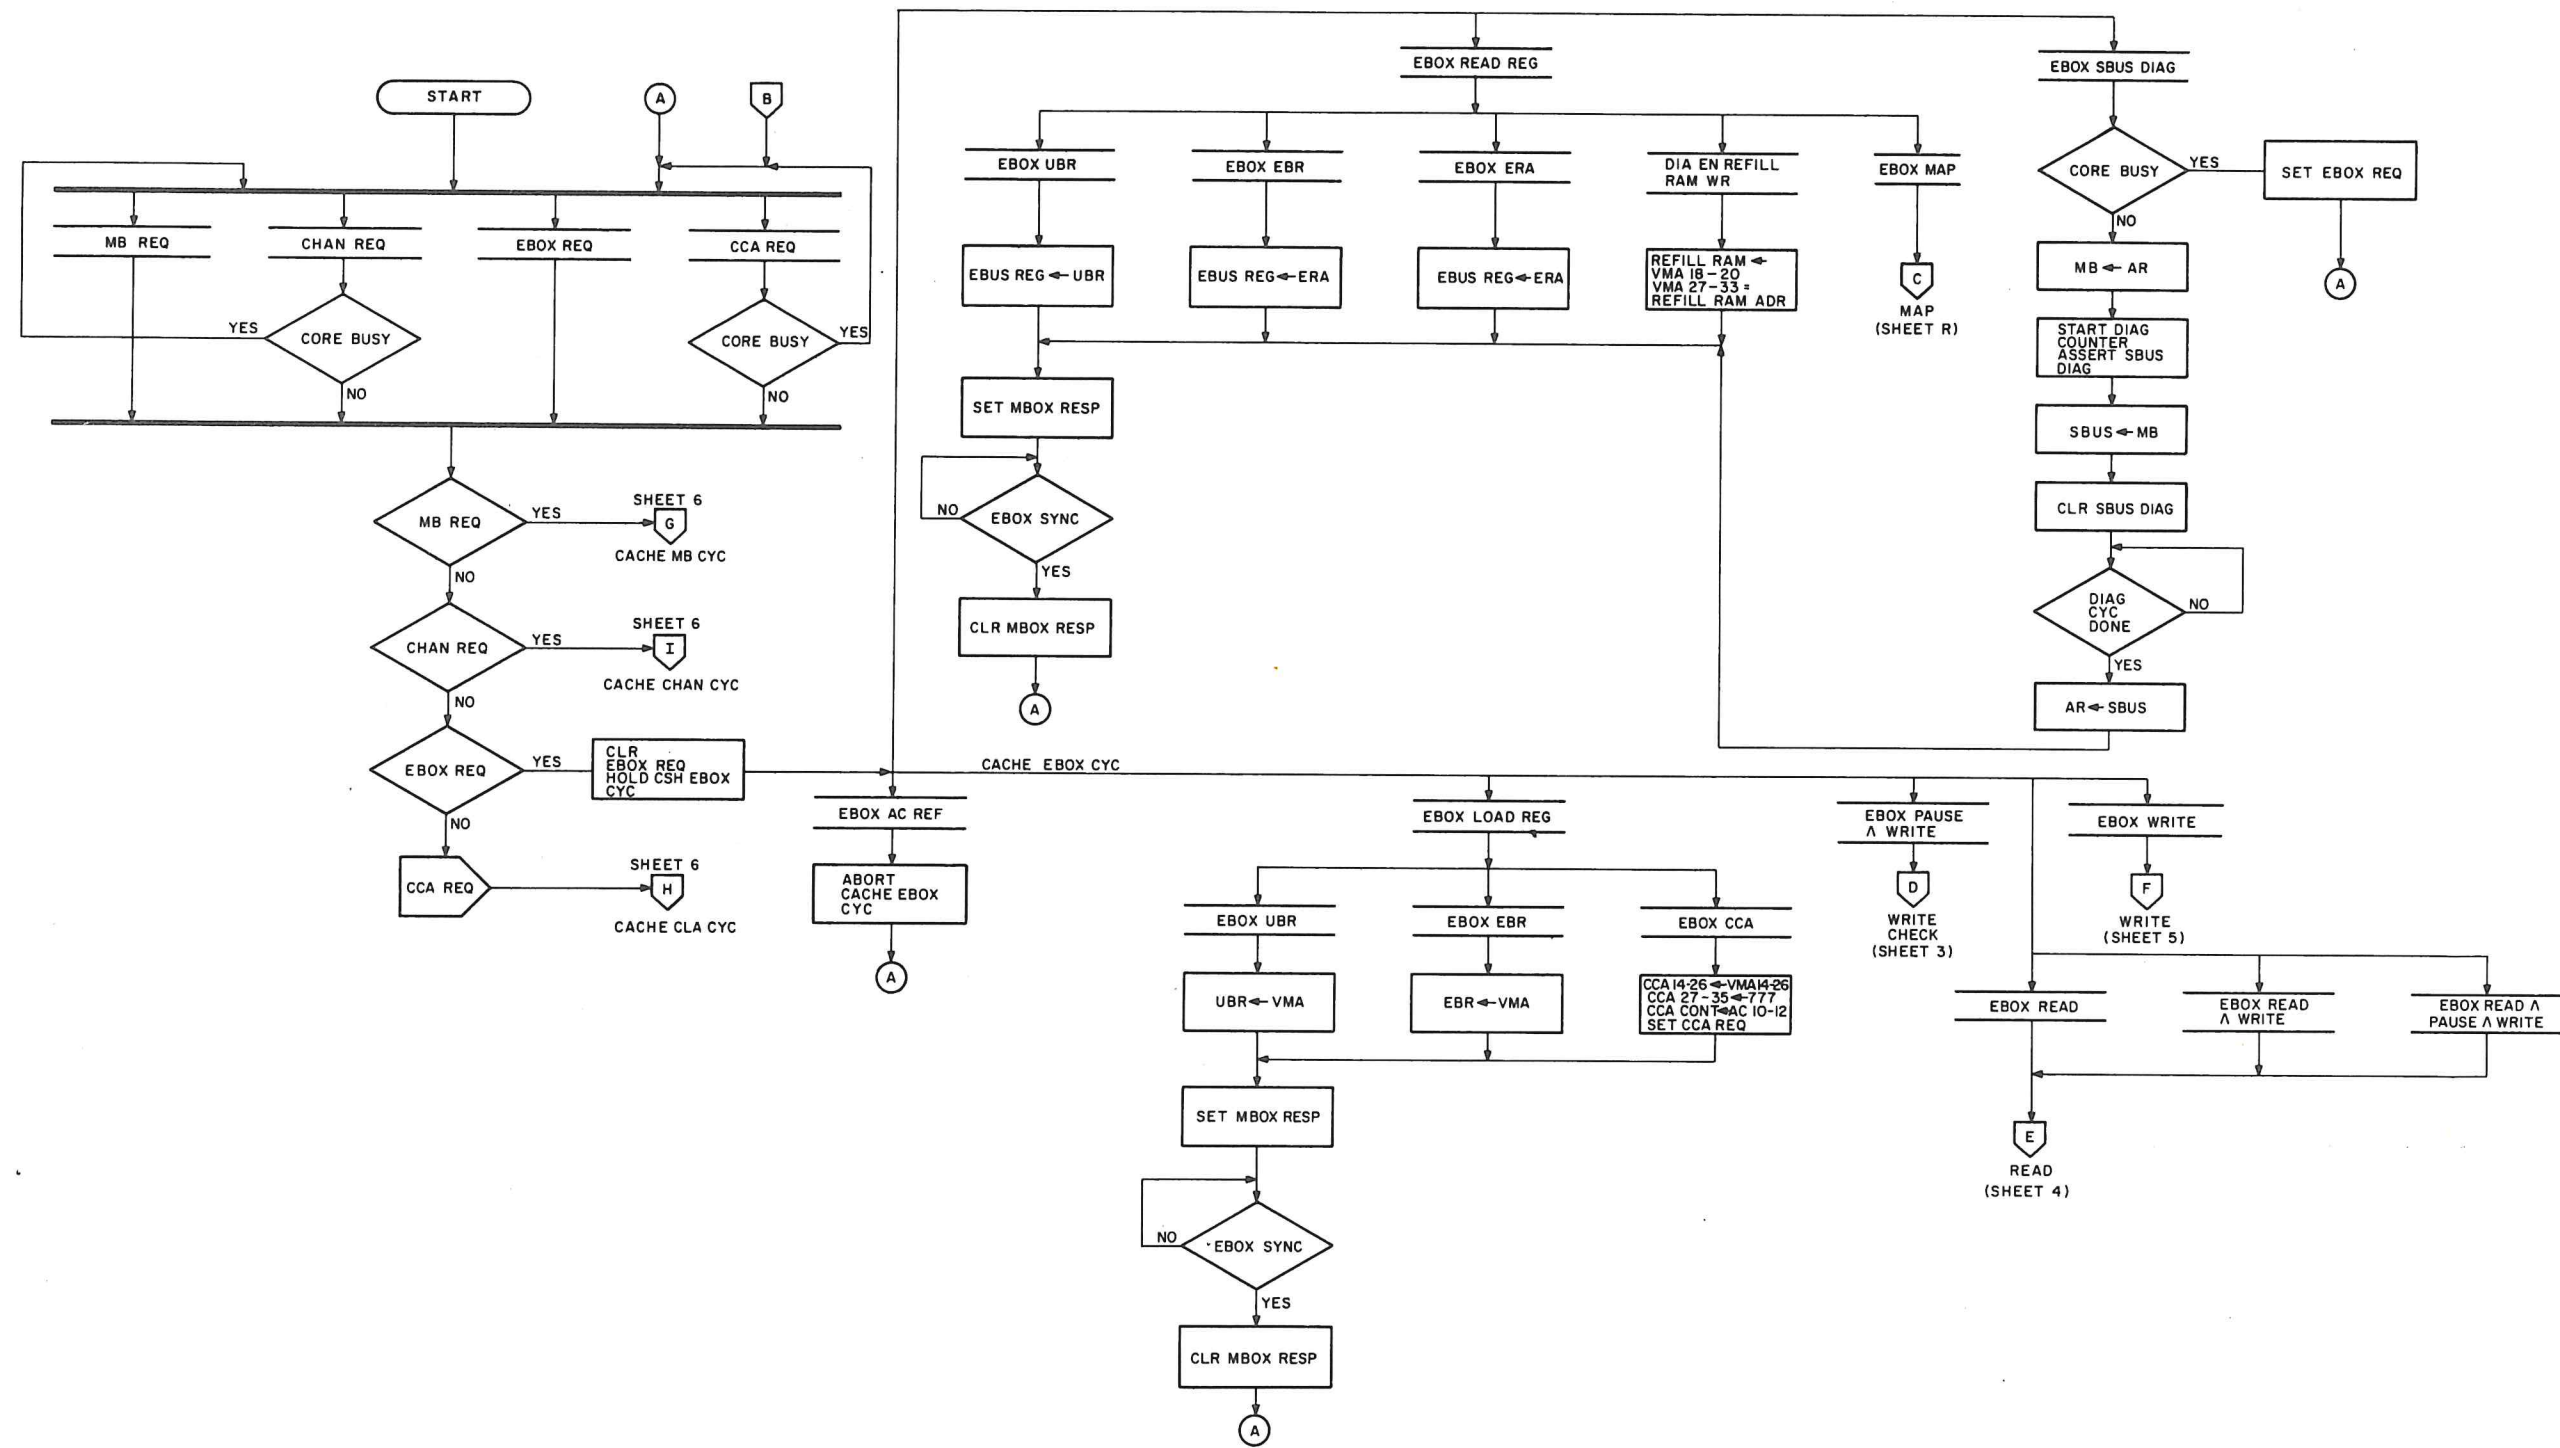 START
A
B
MB REQ
CHAN REQ
EBOX REQ
CCA REQ
YES
CORE BUSY
NO
CORE BUSY
YES
NO
MB REQ
YES
SHEET 6
G
CACHE MB CYC
NO
CHAN REQ
YES
SHEET 6
I
CACHE CHAN CYC
NO
EBOX REQ
YES
CLR
EBOX REQ
HOLD CSH EBOX
CYC
NO
CCA REQ
SHEET 6
H
CACHE CLA CYC
CACHE EBOX CYC
EBOX AC REF
ABORT
CACHE EBOX
CYC
A
EBOX READ REG
EBOX UBR
EBOX EBR
EBOX ERA
DIA EN REFILL
RAM WR
EBOX MAP
EBUS REG ← UBR
EBUS REG ← ERA
EBUS REG ← ERA
REFILL RAM ←
VMA 18-20
VMA 27-33 =
REFILL RAM ADR
C
MAP
(SHEET R)
SET MBOX RESP
NO
EBOX SYNC
YES
CLR MBOX RESP
A
EBOX SBUS DIAG
CORE BUSY
YES
SET EBOX REQ
A
NO
MB ← AR
START DIAG
COUNTER
ASSERT SBUS
DIAG
SBUS ← MB
CLR SBUS DIAG
DIAG
CYC
DONE
NO
YES
AR ← SBUS
EBOX LOAD REG
EBOX UBR
EBOX EBR
EBOX CCA
UBR ← VMA
EBR ← VMA
CCA 14-26 ← VMA 14-26
CCA 27-35 ← 777
CCA CONT ← AC 10-12
SET CCA REQ
SET MBOX RESP
NO
EBOX SYNC
YES
CLR MBOX RESP
A
EBOX PAUSE
Λ WRITE
D
WRITE
CHECK
(SHEET 3)
EBOX WRITE
F
WRITE
(SHEET 5)
EBOX READ
EBOX READ
Λ WRITE
EBOX READ Λ
PAUSE Λ WRITE
E
READ
(SHEET 4)